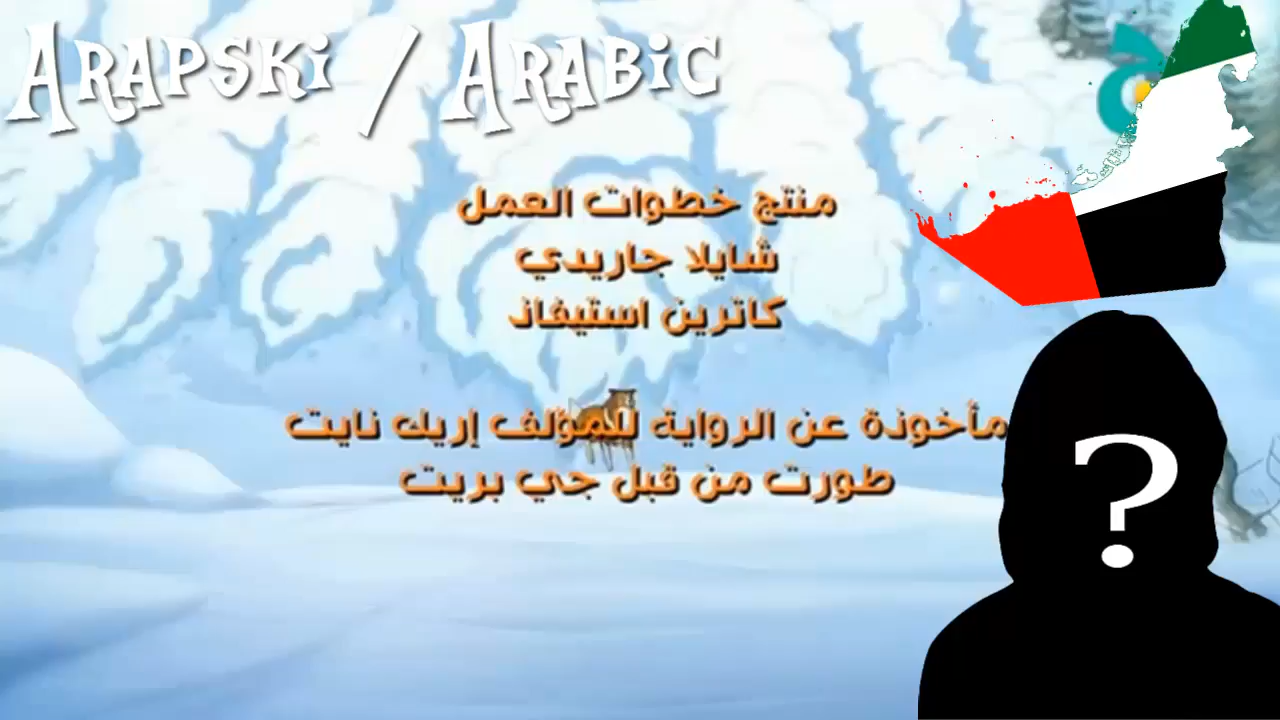 Arapski / Arabic
منتج خطوات العمل
شايلا جاريدي
كاترين استيفانز
مأخوذة عن الرواية للمؤلف إريك نايت
طورت من قبل جي بريت
?